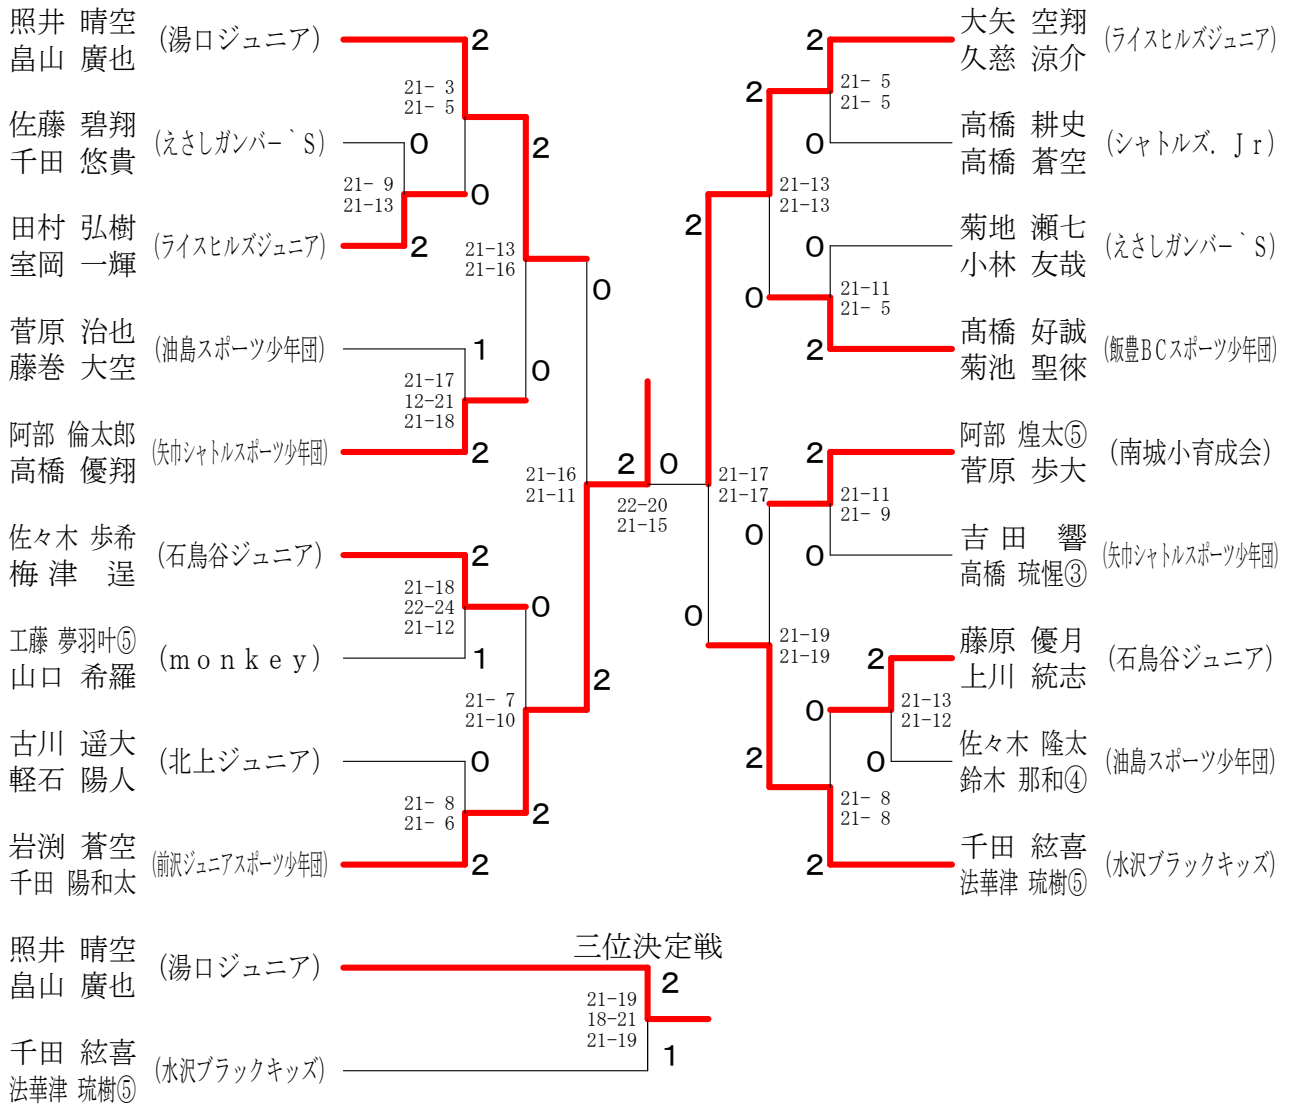 照井 晴空
畠山 廣也
(湯口ジュニア)
2
21- 3
21- 5
佐藤 碧翔
千田 悠貴
(えさしガンバー｀S)
0
2
21- 9
21-13
0
田村 弘樹
室岡 一輝
(ライスヒルズジュニア)
2
21-13
21-16
0
菅原 治也
藤巻 大空
(油島スポーツ少年団)
1
0
21-17
12-21
21-18
阿部 倫太郎
高橋 優翔
(矢巾シャトルスポーツ少年団)
2
21-16
21-11
2
0
22-20
21-15
佐々木 歩希
梅津 逞
(石鳥谷ジュニア)
2
21-18
22-24
21-12
0
工藤 夢羽叶⑤
山口 希羅
(monkey)
1
2
21- 7
21-10
古川 遥大
軽石 陽人
(北上ジュニア)
0
21- 8
21- 6
2
岩渕 蒼空
千田 陽和太
(前沢ジュニアスポーツ少年団)
2
大矢 空翔
久慈 涼介
(ライスヒルズジュニア)
2
2
21- 5
21- 5
高橋 耕史
高橋 蒼空
(シャトルズ．Jr)
0
21-13
21-13
2
菊地 瀬七
小林 友哉
(えさしガンバー｀S)
0
0
21-11
21- 5
髙橋 好誠
菊池 聖徠
(飯豊BCスポーツ少年団)
2
阿部 煌太⑤
菅原 歩大
(南城小育成会)
2
21-17
21-17
21-11
21- 9
0
吉田 響
高橋 琉惺③
(矢巾シャトルスポーツ少年団)
0
0
21-19
21-19
藤原 優月
上川 統志
(石鳥谷ジュニア)
2
0
21-13
21-12
佐々木 隆太
鈴木 那和④
(油島スポーツ少年団)
0
2
21- 8
21- 8
千田 絃喜
法華津 琉樹⑤
(水沢ブラックキッズ)
2
三位決定戦
照井 晴空
畠山 廣也
(湯口ジュニア)
2
21-19
18-21
21-19
千田 絃喜
法華津 琉樹⑤
(水沢ブラックキッズ)
1